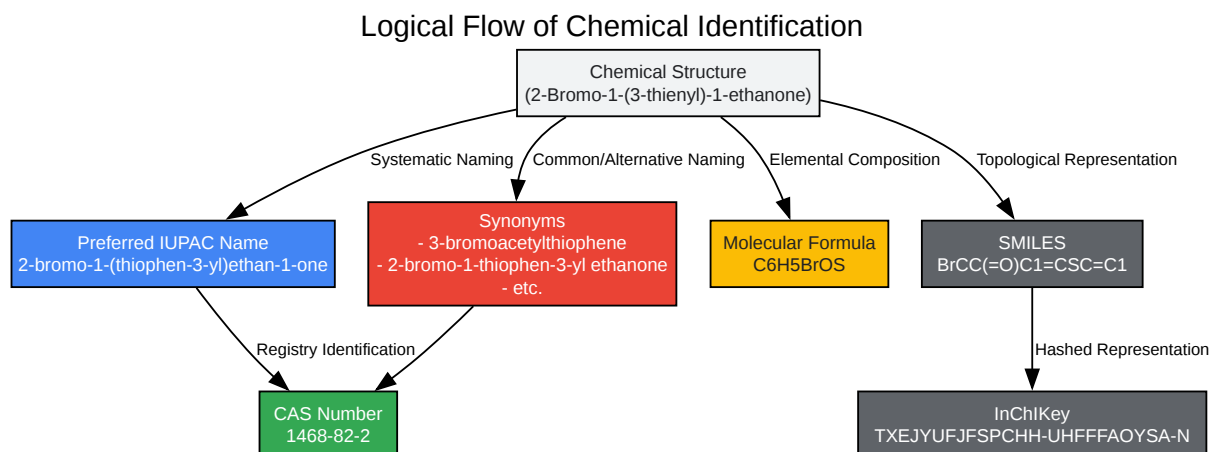 Logical Flow of Chemical Identification
Chemical Structure
(2-Bromo-1-(3-thienyl)-1-ethanone)
Systematic Naming
Common/Alternative Naming
Elemental Composition
Topological Representation
Preferred IUPAC Name
2-bromo-1-(thiophen-3-yl)ethan-1-one
Synonyms
- 3-bromoacetylthiophene
- 2-bromo-1-thiophen-3-yl ethanone
- etc.
Molecular Formula
C6H5BrOS
SMILES
BrCC(=O)C1=CSC=C1
Registry Identification
Hashed Representation
CAS Number
1468-82-2
InChIKey
TXEJYUFJFSPCHH-UHFFFAOYSA-N